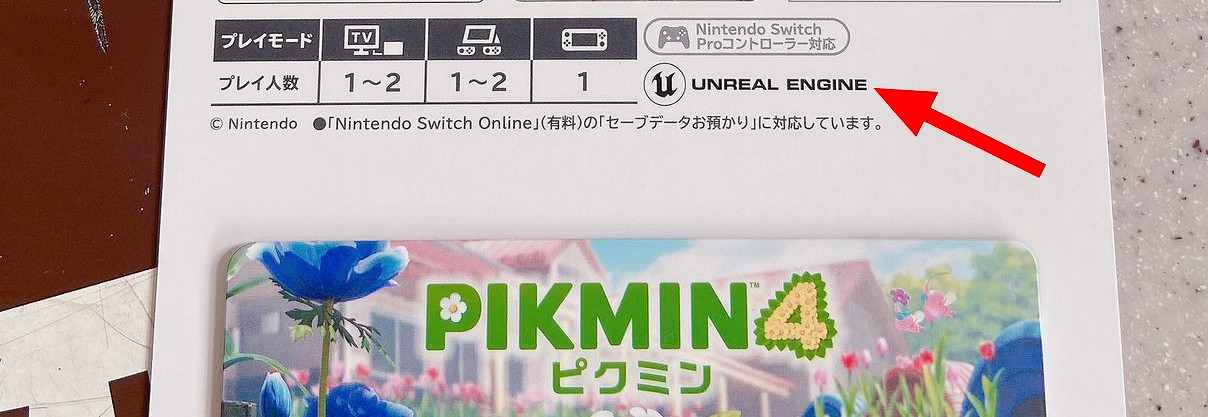 プレイモード TV Nintendo Switch
Proコントローラー対応
プレイ人数 1～2 1～2 1 UNREAL ENGINE
© Nintendo ●「Nintendo Switch Online」(有料)の「セーブデータお預かり」に対応しています。
PIKMIN™ 4
ピクミン